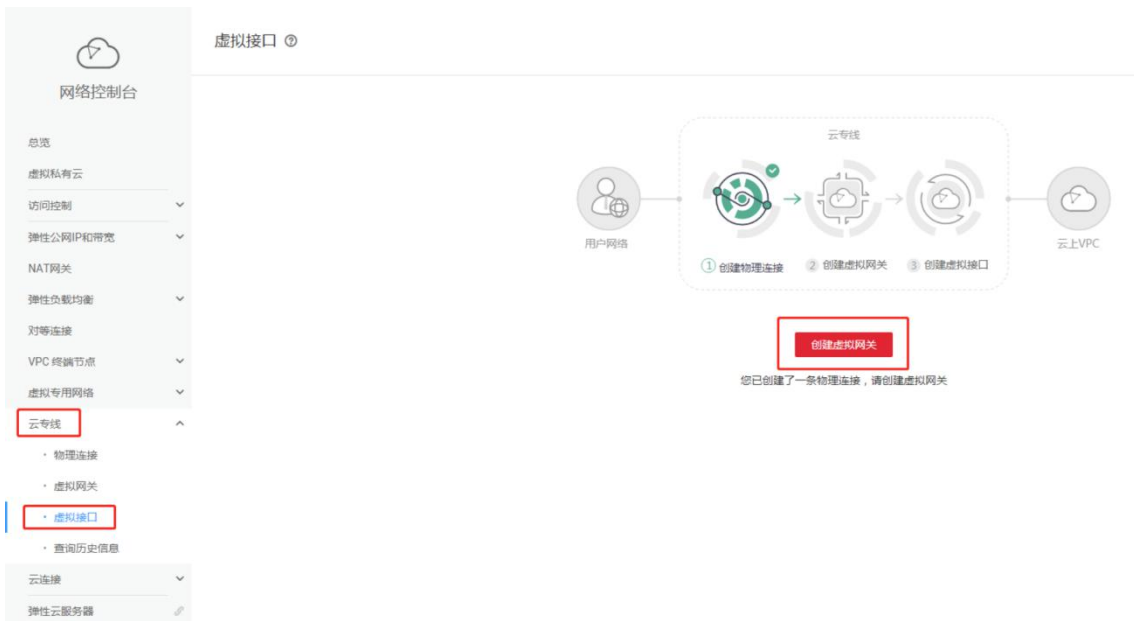 虚拟接口
网络控制台
总览
虚拟私有云
访问控制
弹性公网IP和带宽
NAT网关
弹性负载均衡
对等连接
VPC 终端节点
虚拟专用网络
云专线
· 物理连接
· 虚拟网关
· 虚拟接口
· 查询历史信息
云连接
弹性云服务器
云专线
用户网络
云上VPC
① 创建物理连接
2 创建虚拟网关
3 创建虚拟接口
创建虚拟网关
您已创建了一条物理连接，请创建虚拟网关